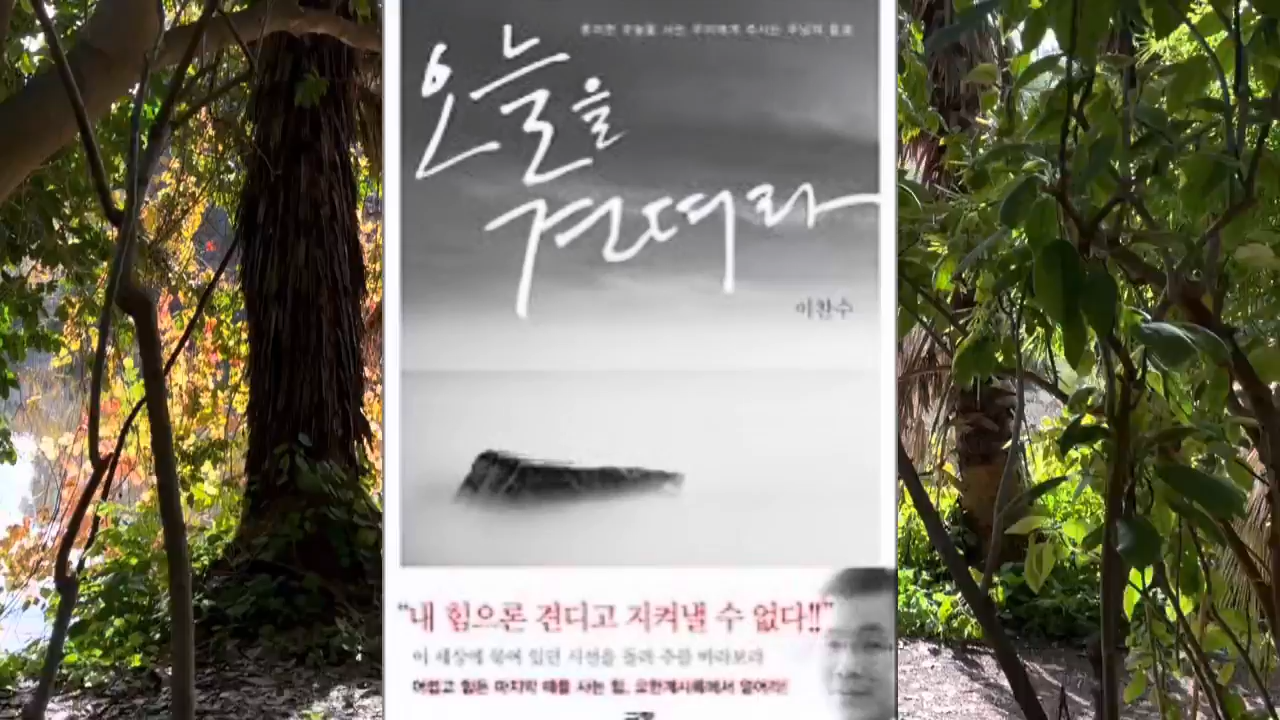 오늘을
견뎌라
이찬수
“내 힘으론 견디고 지켜낼 수 없다!!”
이 세상에 묶여 있던 시선을 돌려 주를 바라보라
어렵고 힘든 마지막 때를 사는 힘, 요한계시록에서 얻어라!